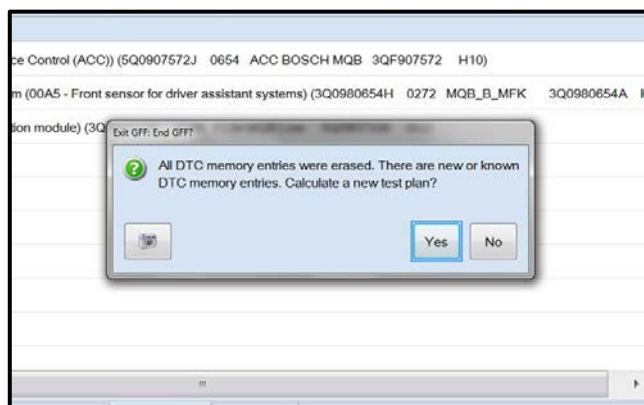 ce Control (ACC)) (5Q0907572J 0654 ACC BOSCH MQB 3QF907572 H10)
m (00A5 - Front sensor for driver assistant systems) (3Q0980654H 0272 MQB_B_MFK 3Q0980654A
tion module) (3Q
Exit GFF: End GFF?
All DTC memory entries were erased. There are new or known
DTC memory entries. Calculate a new test plan?
Yes No